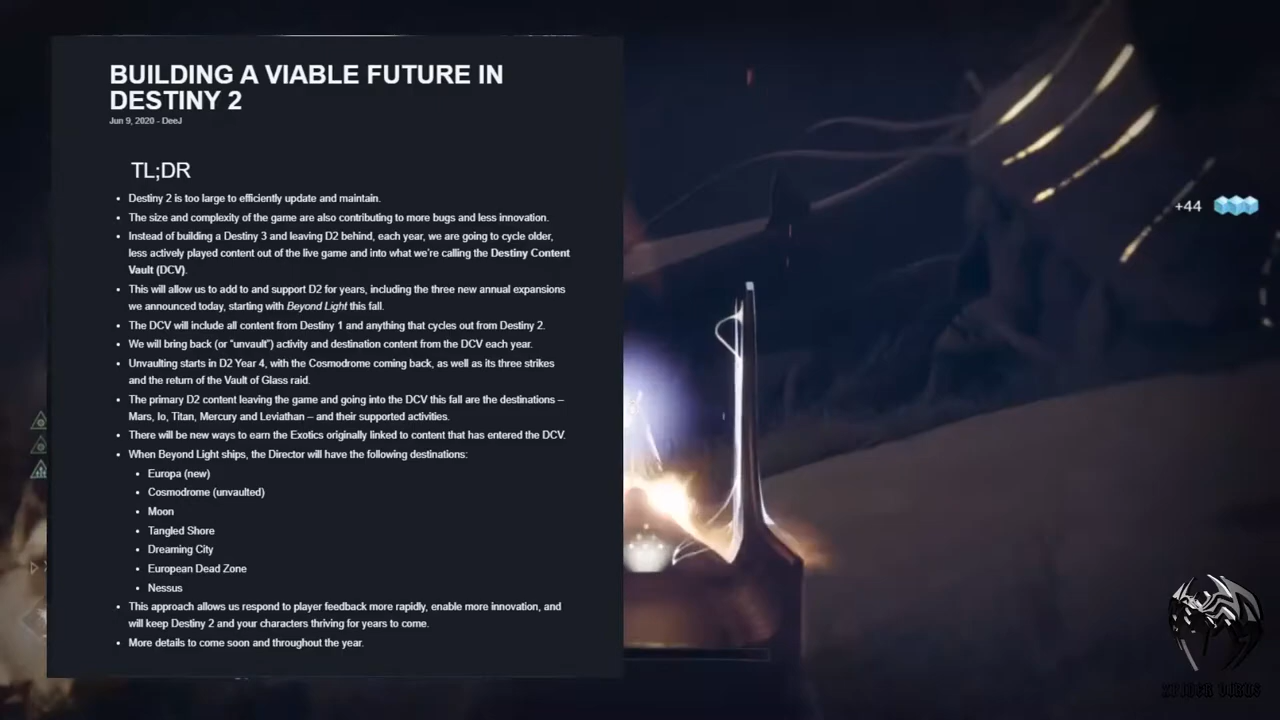 BUILDING A VIABLE FUTURE IN
DESTINY 2
Jun 9, 2020 - DeeJ
TL;DR
• Destiny 2 is too large to efficiently update and maintain.
• The size and complexity of the game are also contributing to more bugs and less innovation.
• Instead of building a Destiny 3 and leaving D2 behind, each year, we are going to cycle older,
less actively played content out of the live game and into what we're calling the Destiny Content
Vault (DCV).
• This will allow us to add to and support D2 for years, including the three new annual expansions
we announced today, starting with Beyond Light this fall.
• The DCV will include all content from Destiny 1 and anything that cycles out from Destiny 2.
• We will bring back (or "unvault") activity and destination content from the DCV each year.
• Unvaulting starts in D2 Year 4, with the Cosmodrome coming back, as well as its three strikes
and the return of the Vault of Glass raid.
• The primary D2 content leaving the game and going into the DCV this fall are the destinations –
Mars, Io, Titan, Mercury and Leviathan – and their supported activities.
• There will be new ways to earn the Exotics originally linked to content that has entered the DCV.
• When Beyond Light ships, the Director will have the following destinations:
• Europa (new)
• Cosmodrome (unvaulted)
• Moon
• Tangled Shore
• Dreaming City
• European Dead Zone
• Nessus
• This approach allows us respond to player feedback more rapidly, enable more innovation, and
will keep Destiny 2 and your characters thriving for years to come.
• More details to come soon and throughout the year.
+44
SPIDER VIRUS